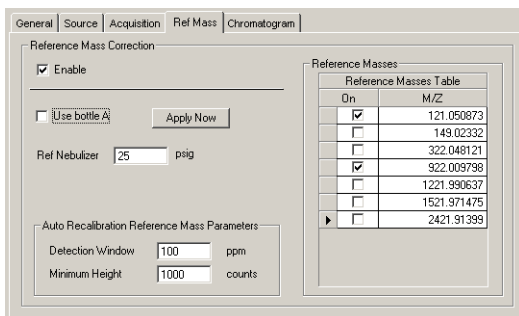 General Source Acquisition Ref Mass Chromatogram
Reference Mass Correction
Enable
Use bottle A
Apply Now
Ref Nebulizer 25 psig
Auto Recalibration Reference Mass Parameters
Detection Window 100 ppm
Minimum Height 1000 counts
Reference Masses
Reference Masses Table
On M/Z
121.050873
149.02332
322.048121
922.009798
1221.990637
1521.971475
2421.91399